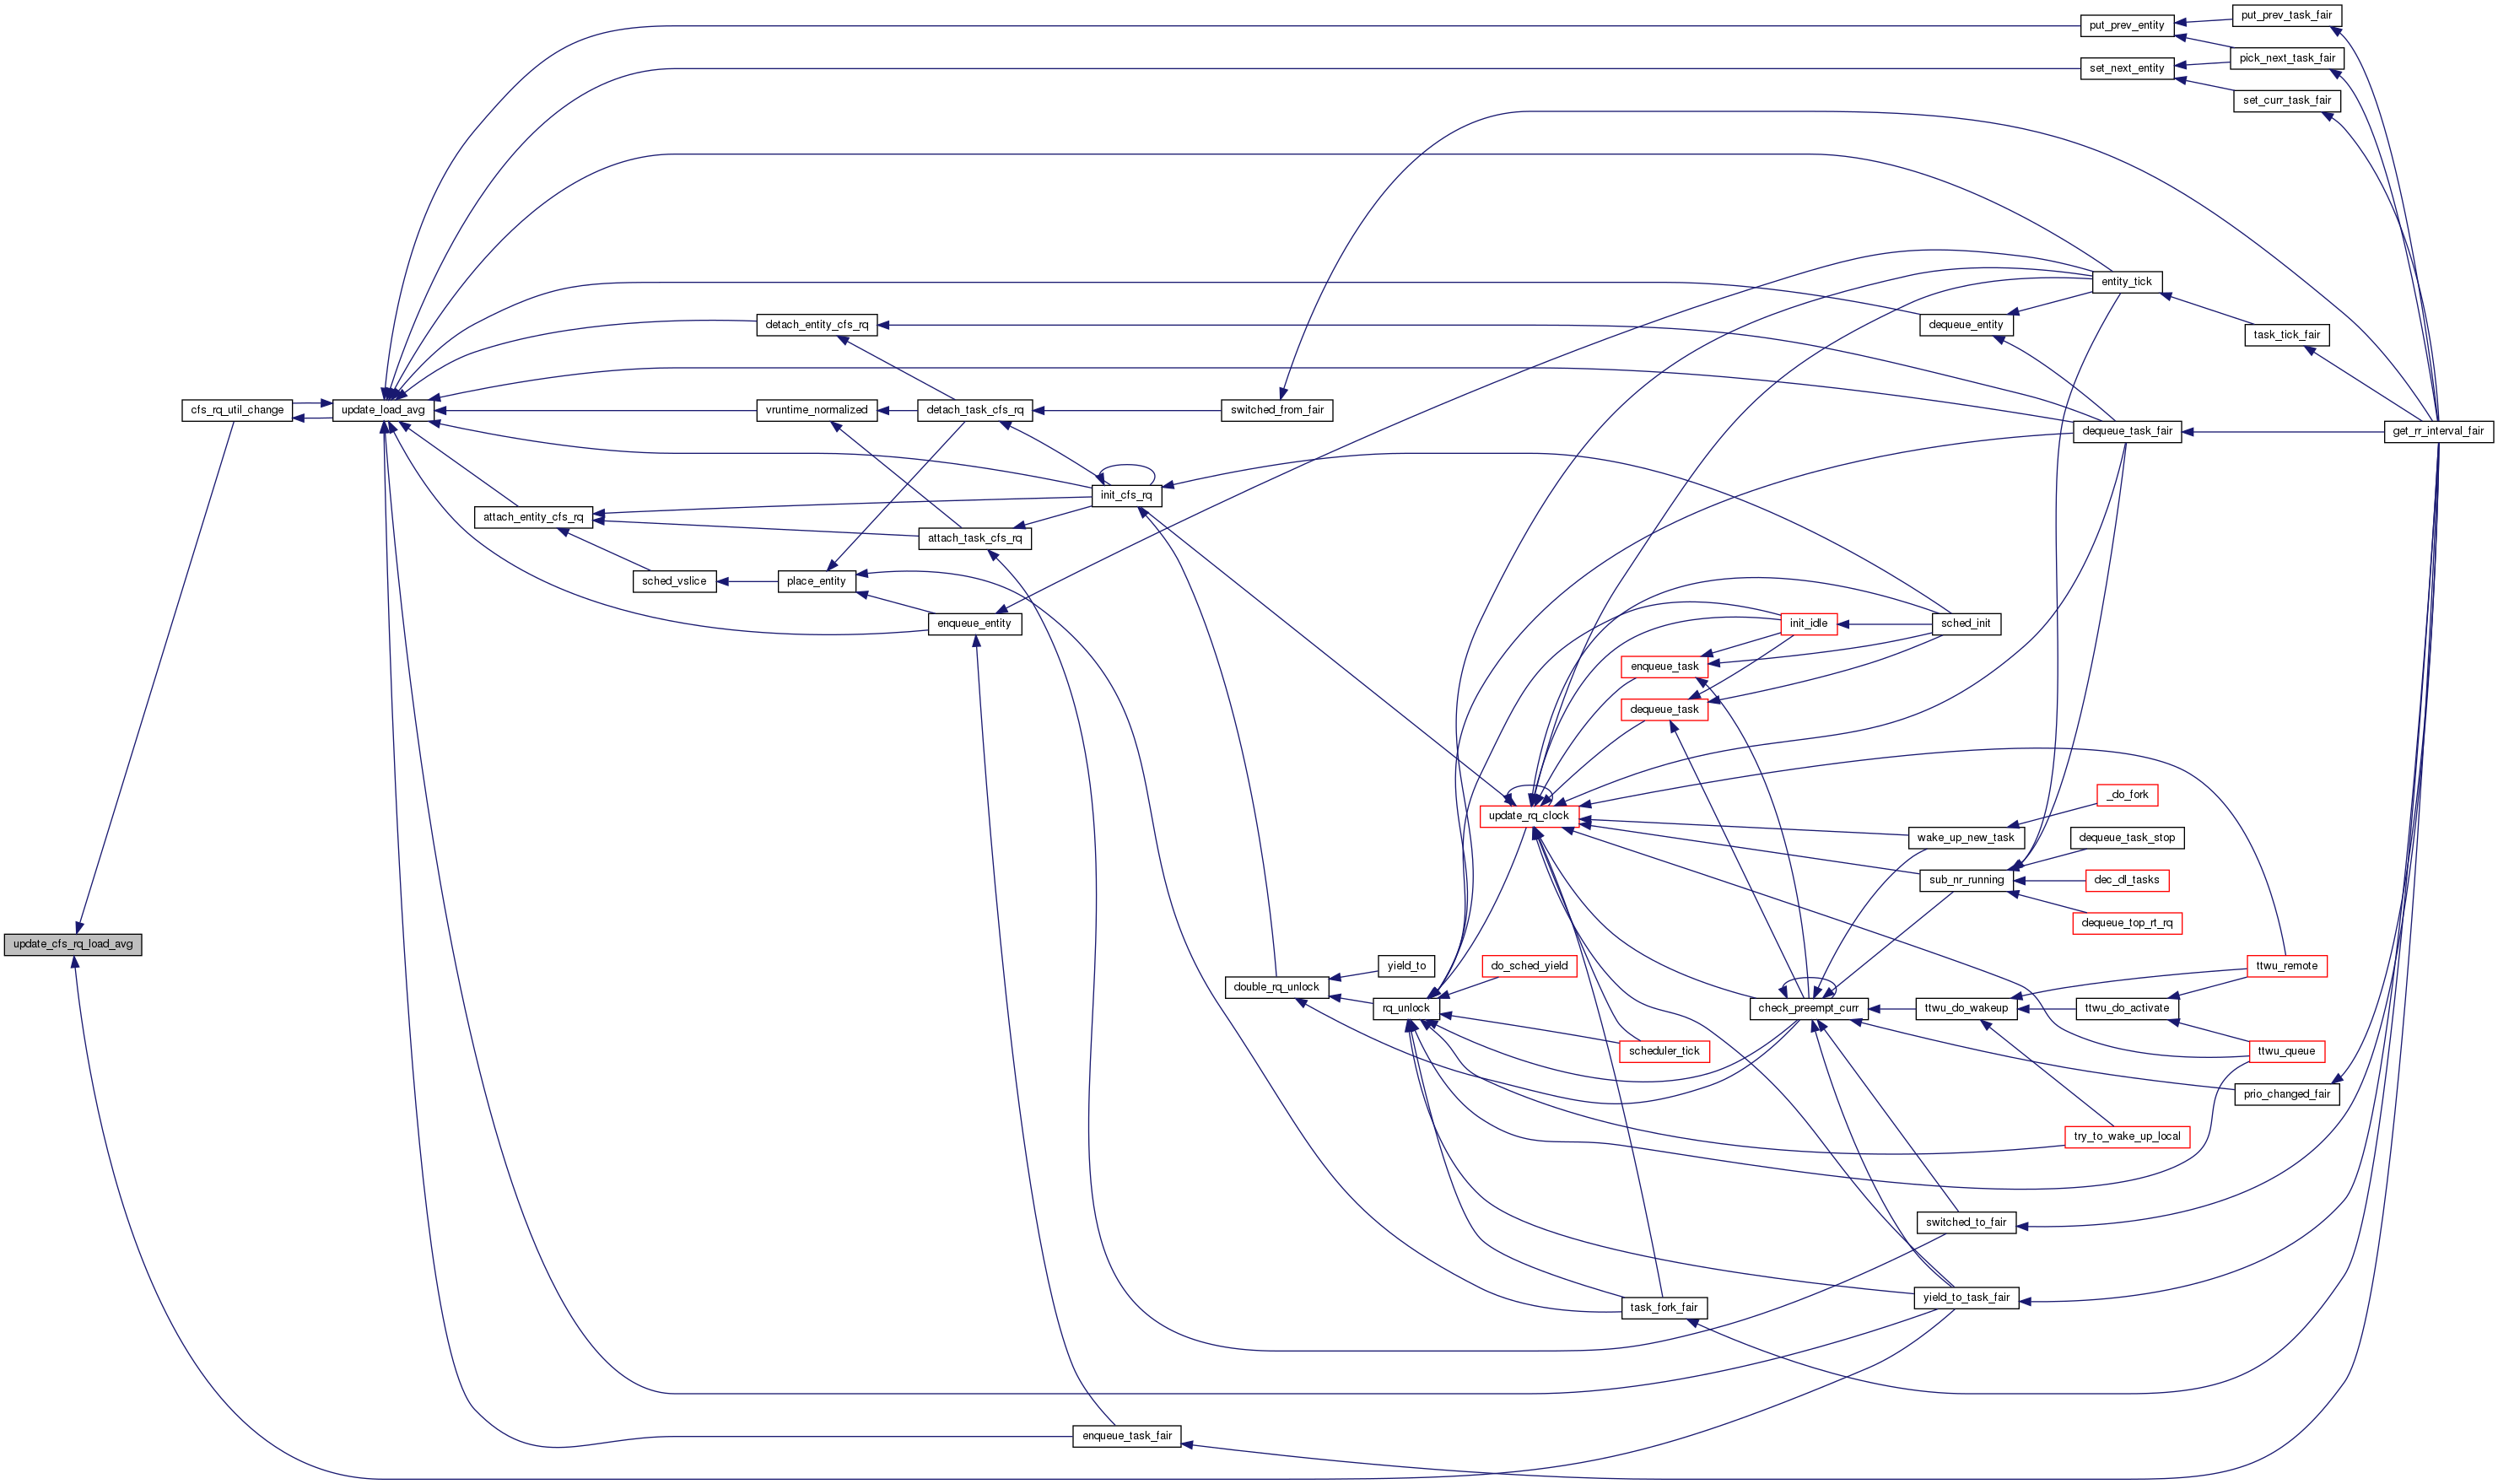 put_prev_task_fair
put_prev_entity
pick_next_task_fair
set_next_entity
set_curr_task_fair
entity_tick
detach_entity_cfs_rq
dequeue_entity
task_tick_fair
cfs_rq_util_change
update_load_avg
vruntime_normalized
detach_task_cfs_rq
switched_from_fair
dequeue_task_fair
get_rr_interval_fair
init_cfs_rq
attach_entity_cfs_rq
attach_task_cfs_rq
sched_vslice
place_entity
enqueue_entity
init_idle
sched_init
enqueue_task
dequeue_task
_do_fork
update_rq_clock
wake_up_new_task
dequeue_task_stop
sub_nr_running
dec_dl_tasks
dequeue_top_rt_rq
update_cfs_rq_load_avg
yield_to
do_sched_yield
ttwu_remote
double_rq_unlock
rq_unlock
check_preempt_curr
ttwu_do_wakeup
ttwu_do_activate
scheduler_tick
ttwu_queue
prio_changed_fair
try_to_wake_up_local
switched_to_fair
task_fork_fair
yield_to_task_fair
enqueue_task_fair